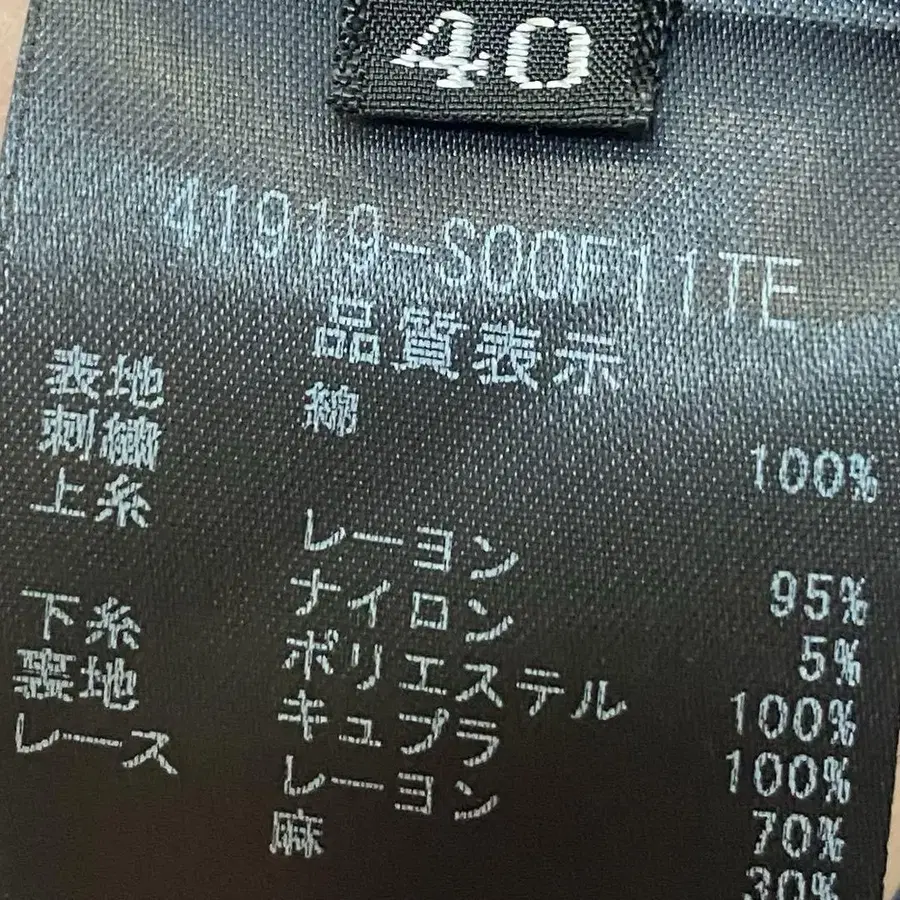 40
41919-S00F11TE
品質表示
表地 綿 100%
刺繍
上糸 レーヨン 95%
ナイロン 5%
下糸 ポリエステル 100%
裏地 キュプラ 100%
レース レーヨン 70%
麻 30%